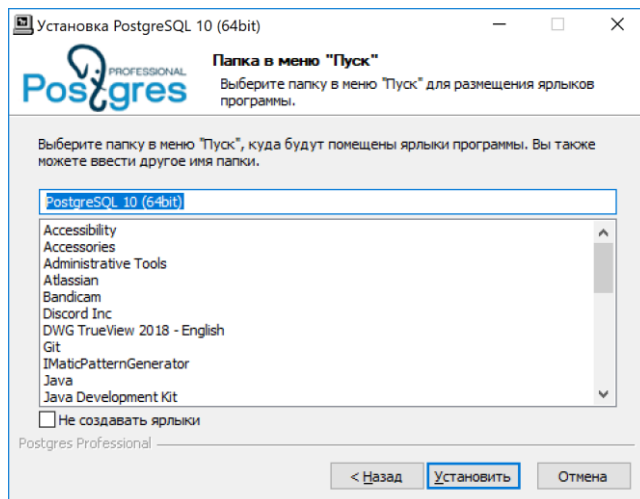 Установка PostgreSQL 10 (64bit)
PROFESSIONAL
Postgres
Папка в меню "Пуск"
Выберите папку в меню "Пуск" для размещения ярлыков
программы.
Выберите папку в меню "Пуск", куда будут помещены ярлыки программы. Вы также
можете ввести другое имя папки.
PostgreSQL 10 (64bit)
Accessibility
Accessories
Administrative Tools
Atlassian
Bandicam
Discord Inc
DWG TrueView 2018 - English
Git
IMaticPatternGenerator
Java
Java Development Kit
Не создавать ярлыки
Postgres Professional
< Назад
Установить
Отмена